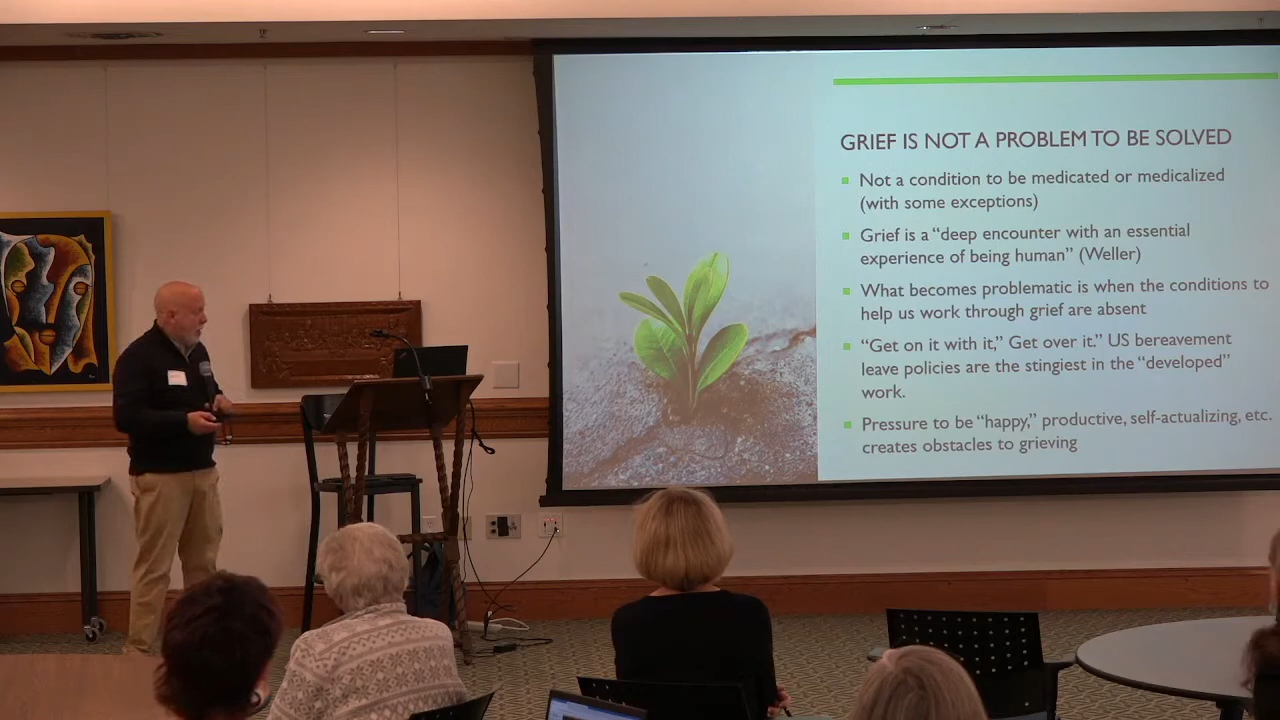 GRIEF IS NOT A PROBLEM TO BE SOLVED
Not a condition to be medicated or medicalized
(with some exceptions)
Grief is a “deep encounter with an essential
experience of being human” (Weller)
What becomes problematic is when the conditions to
help us work through grief are absent
“Get on it with it,” Get over it.” US bereavement
leave policies are the stingiest in the “developed”
work.
Pressure to be “happy,” productive, self-actualizing, etc.
creates obstacles to grieving